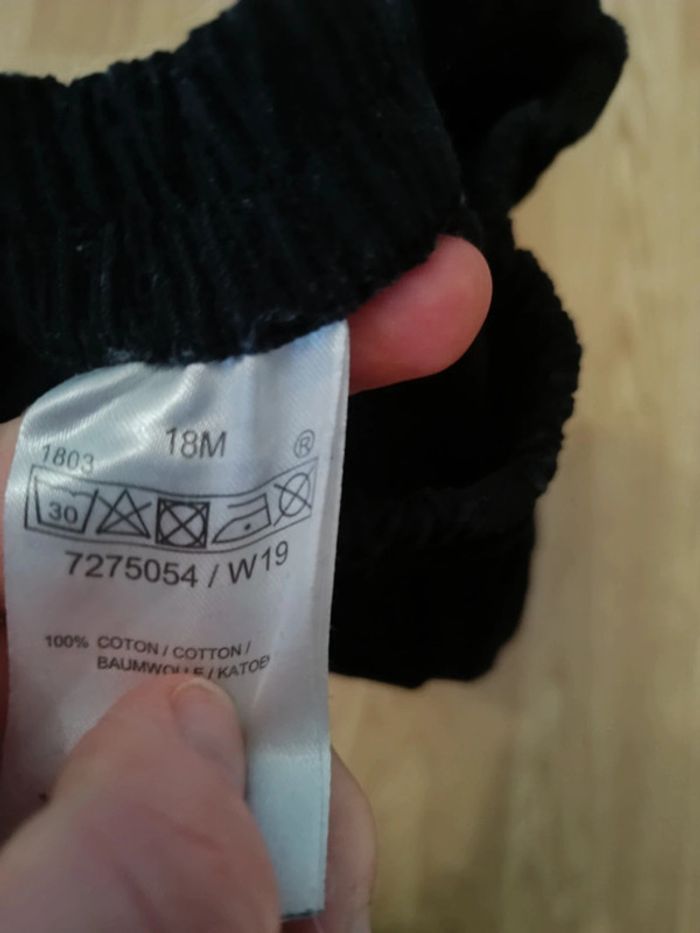 18M
1803 ®
30
7275054 / W19
100% COTON / COTTON /
BAUMWOLLE / KATOEN